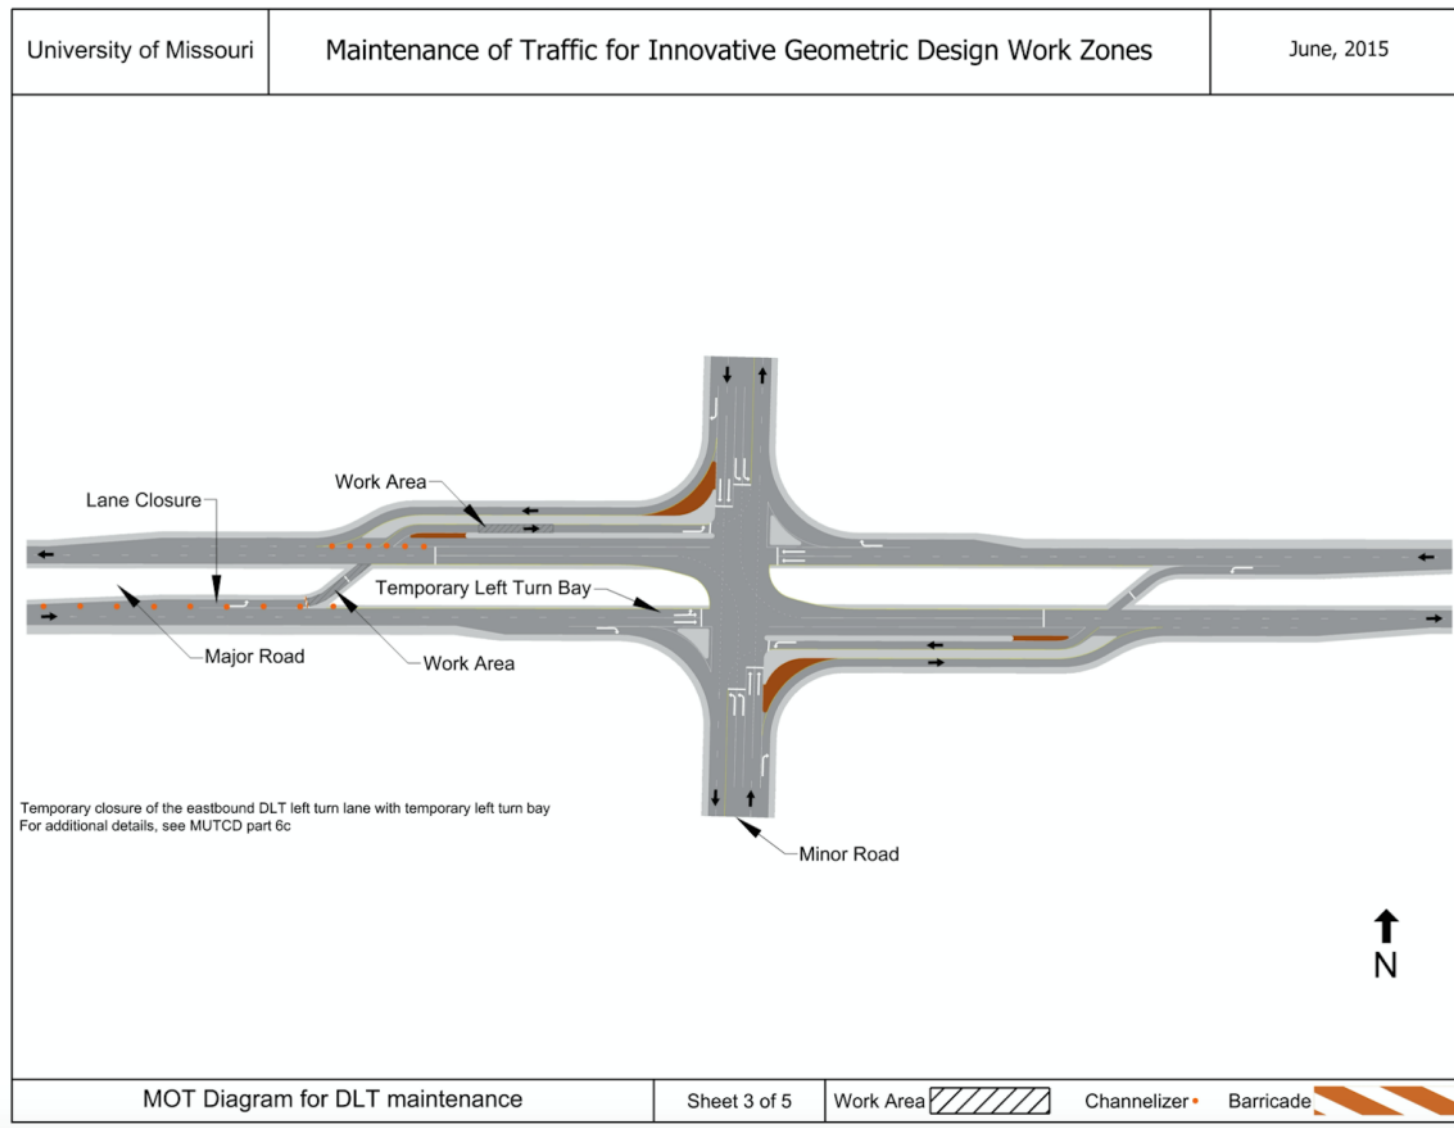 University of Missouri
Maintenance of Traffic for Innovative Geometric Design Work Zones
June, 2015
Work Area
Lane Closure
Temporary Left Turn Bay
Major Road
Work Area
Temporary closure of the eastbound DLT left turn lane with temporary left turn bay
For additional details, see MUTCD part 6c
Minor Road
N
MOT Diagram for DLT maintenance
Sheet 3 of 5
Work Area
Channelizer
Barricade